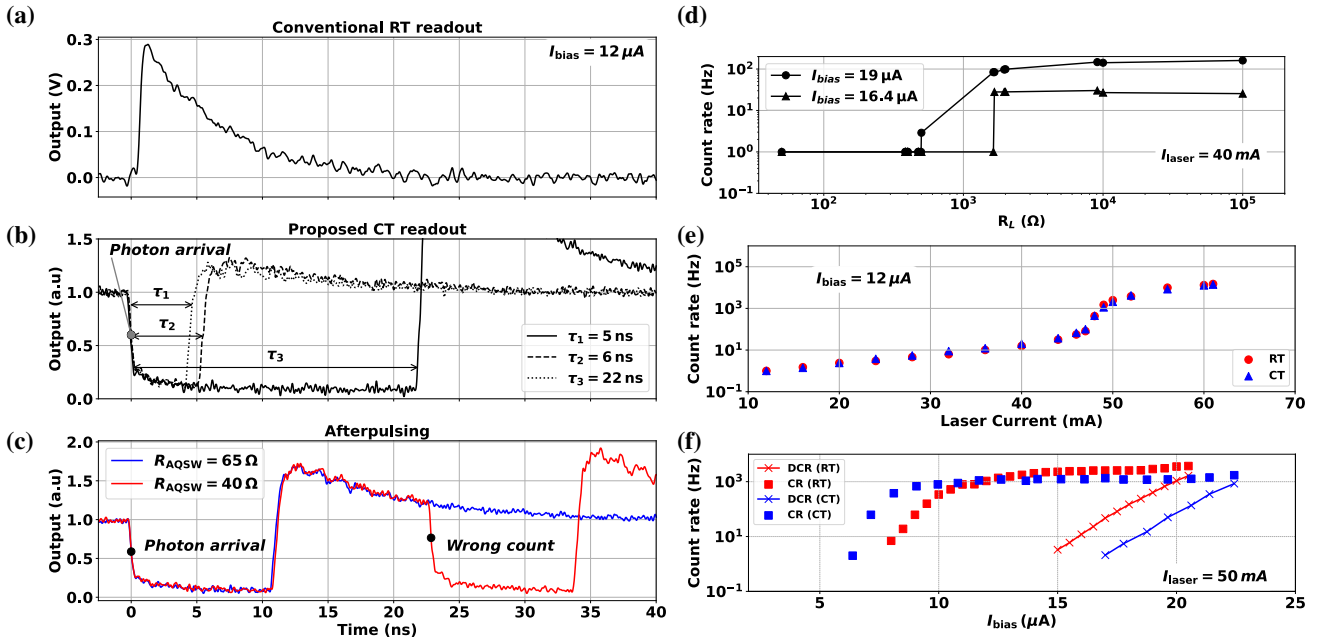 (a)
Conventional RT readout
I_bias = 12 μA
Output (V)
0.3
0.2
0.1
0.0
(b)
Proposed CT readout
Photon arrival
τ1
τ2
τ3
τ1 = 5 ns
τ2 = 6 ns
τ3 = 22 ns
Output (a.u)
1.5
1.0
0.5
0.0
(c)
Afterpulsing
R_AQSW = 65 Ω
R_AQSW = 40 Ω
Photon arrival
Wrong count
Output (a.u)
2.0
1.5
1.0
0.5
0.0
0 5 10 15 20 25 30 35 40
Time (ns)
(d)
I_bias = 19 μA
I_bias = 16.4 μA
I_laser = 40 mA
Count rate (Hz)
10^2
10^1
10^0
10^−1
10^2 10^3 10^4 10^5
R_L (Ω)
(e)
I_bias = 12 μA
RT
CT
Count rate (Hz)
10^5
10^3
10^1
10^−1
10 20 30 40 50 60 70
Laser Current (mA)
(f)
DCR (RT)
CR (RT)
DCR (CT)
CR (CT)
I_laser = 50 mA
Count rate (Hz)
10^3
10^1
10^−1
5 10 15 20 25
I_bias (μA)